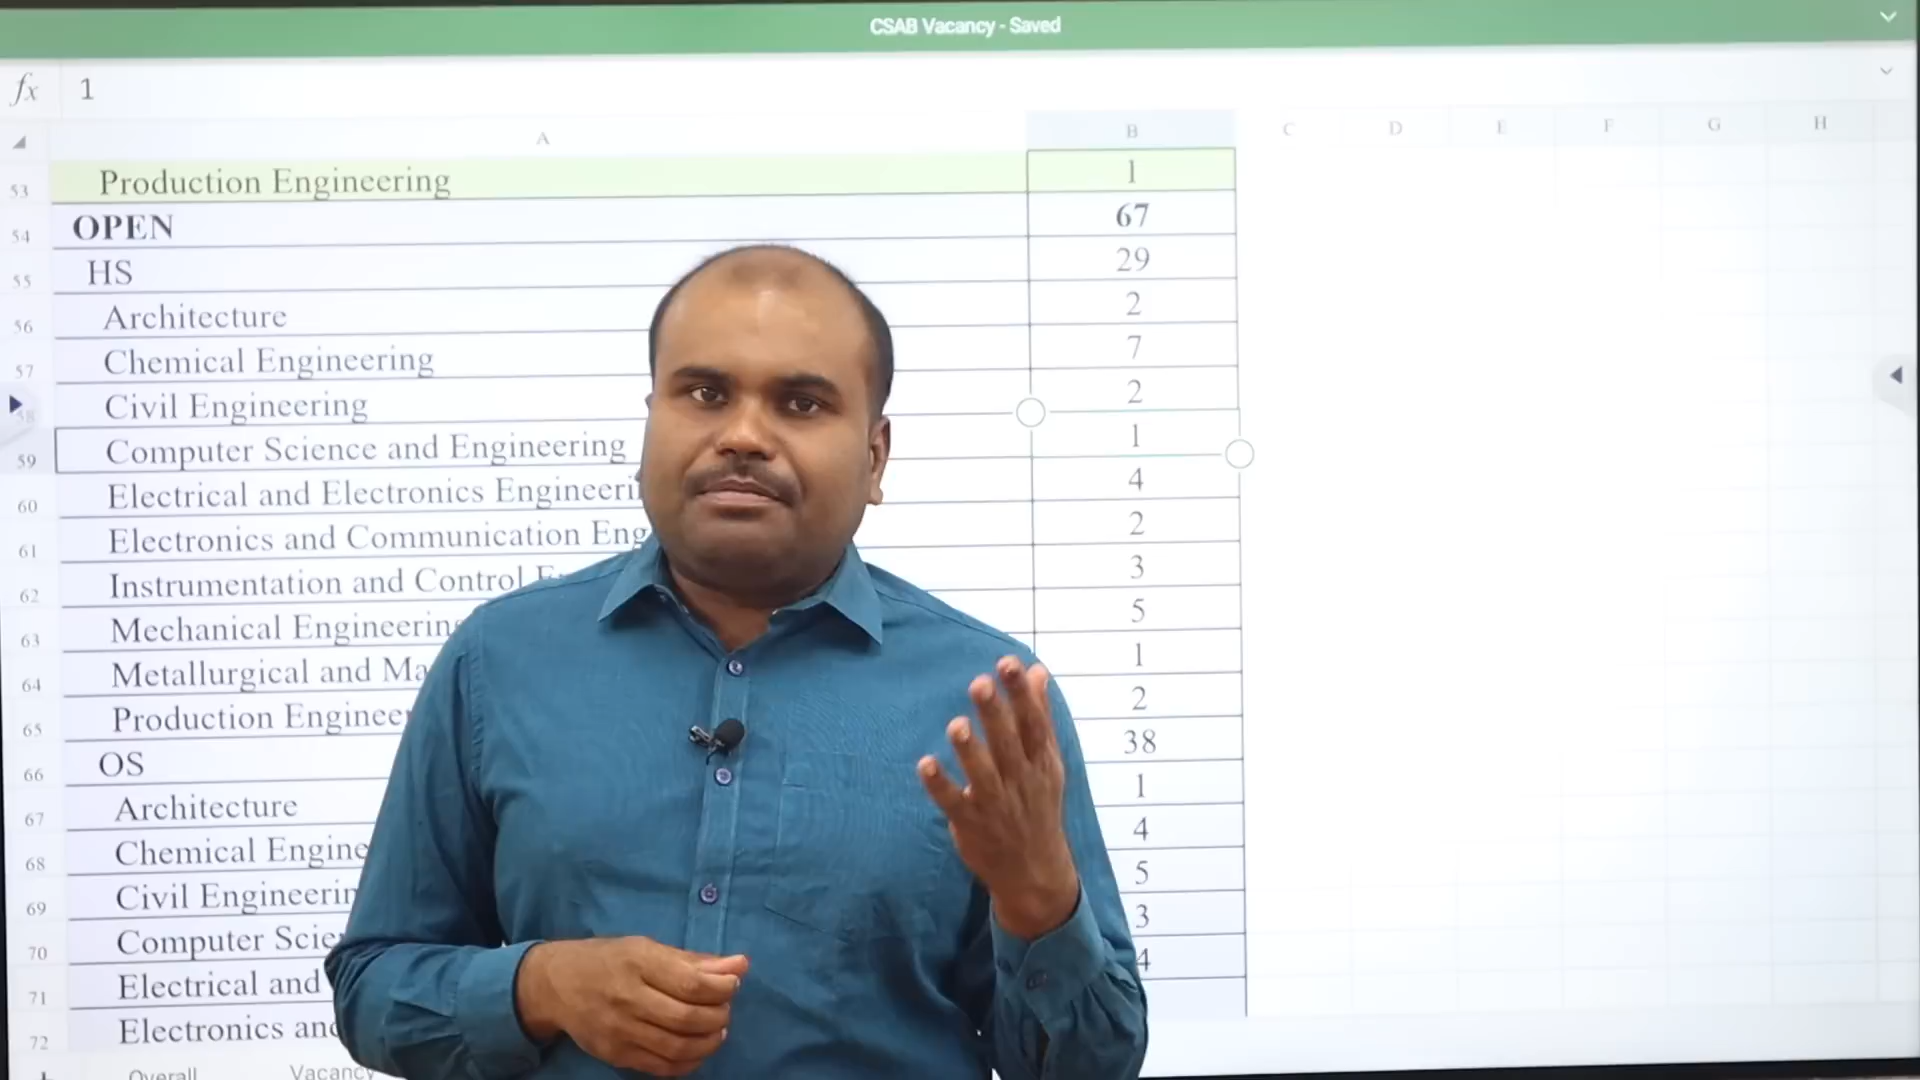 CSAB Vacancy - Saved
fx 1
A B C D E F G H
53 Production Engineering 1
54 OPEN 67
55 HS 29
56 Architecture 2
57 Chemical Engineering 7
58 Civil Engineering 2
59 Computer Science and Engineering 1
60 Electrical and Electronics Engineeri 4
61 Electronics and Communication Eng 2
62 Instrumentation and Control E 3
63 Mechanical Engineering 5
64 Metallurgical and Ma 1
65 Production Engineer 2
66 OS 38
67 Architecture 1
68 Chemical Engine 4
69 Civil Engineerin 5
70 Computer Scie 3
71 Electrical and 4
72 Electronics and
+ Overall Vacancy